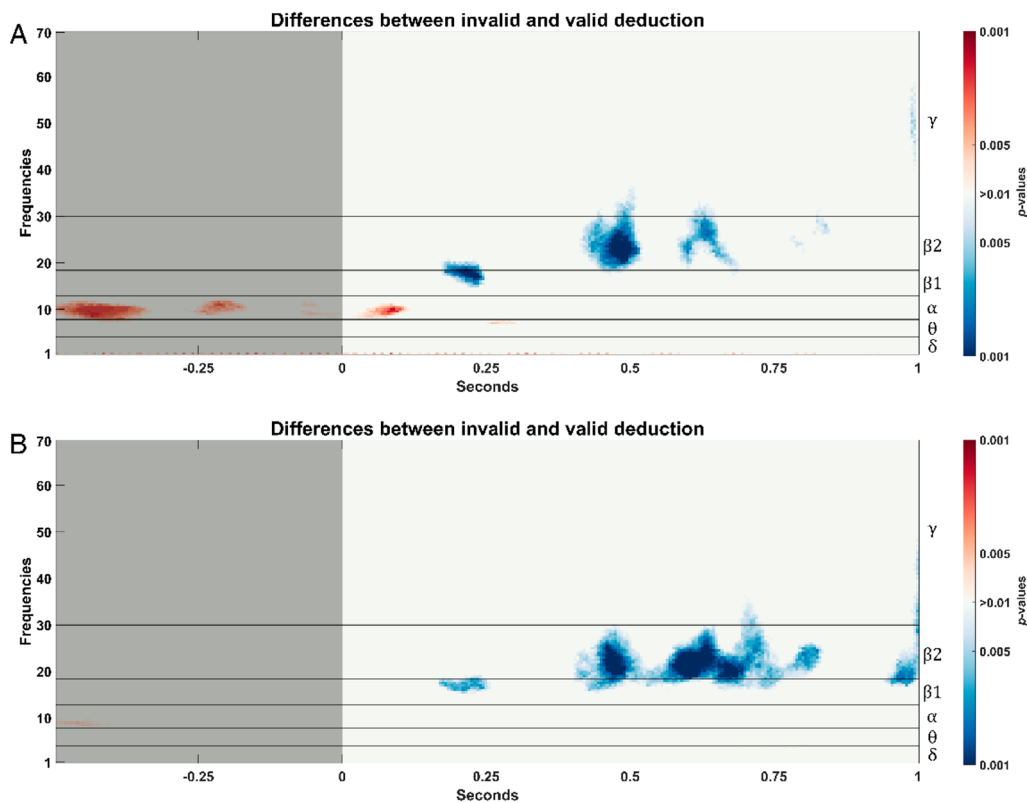 A
Differences between invalid and valid deduction
70
60
50
40
30
20
10
1
Frequencies
-0.25
0
0.25
0.5
0.75
1
Seconds
γ
β2
β1
α
θ
δ
0.001
0.005
>0.01
0.005
0.001
p-values
B
Differences between invalid and valid deduction
70
60
50
40
30
20
10
1
Frequencies
-0.25
0
0.25
0.5
0.75
1
Seconds
γ
β2
β1
α
θ
δ
0.001
0.005
>0.01
0.005
0.001
p-values